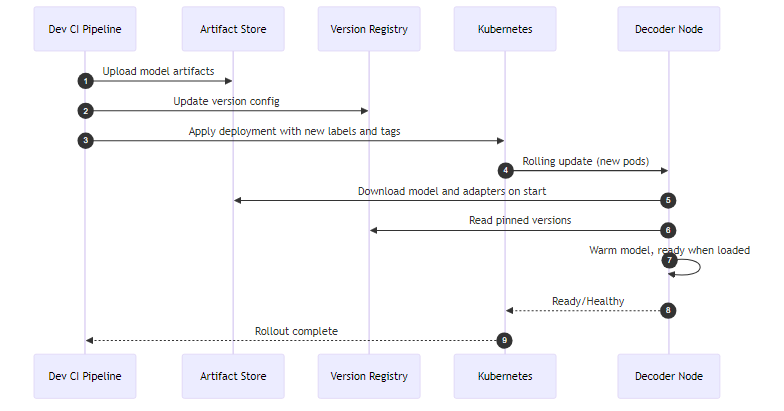 Dev CI Pipeline
Artifact Store
Version Registry
Kubernetes
Decoder Node
Upload model artifacts
1
Update version config
2
Apply deployment with new labels and tags
3
Rolling update (new pods)
4
Download model and adapters on start
5
Read pinned versions
6
Warm model, ready when loaded
7
Ready/Healthy
8
Rollout complete
9
Dev CI Pipeline
Artifact Store
Version Registry
Kubernetes
Decoder Node